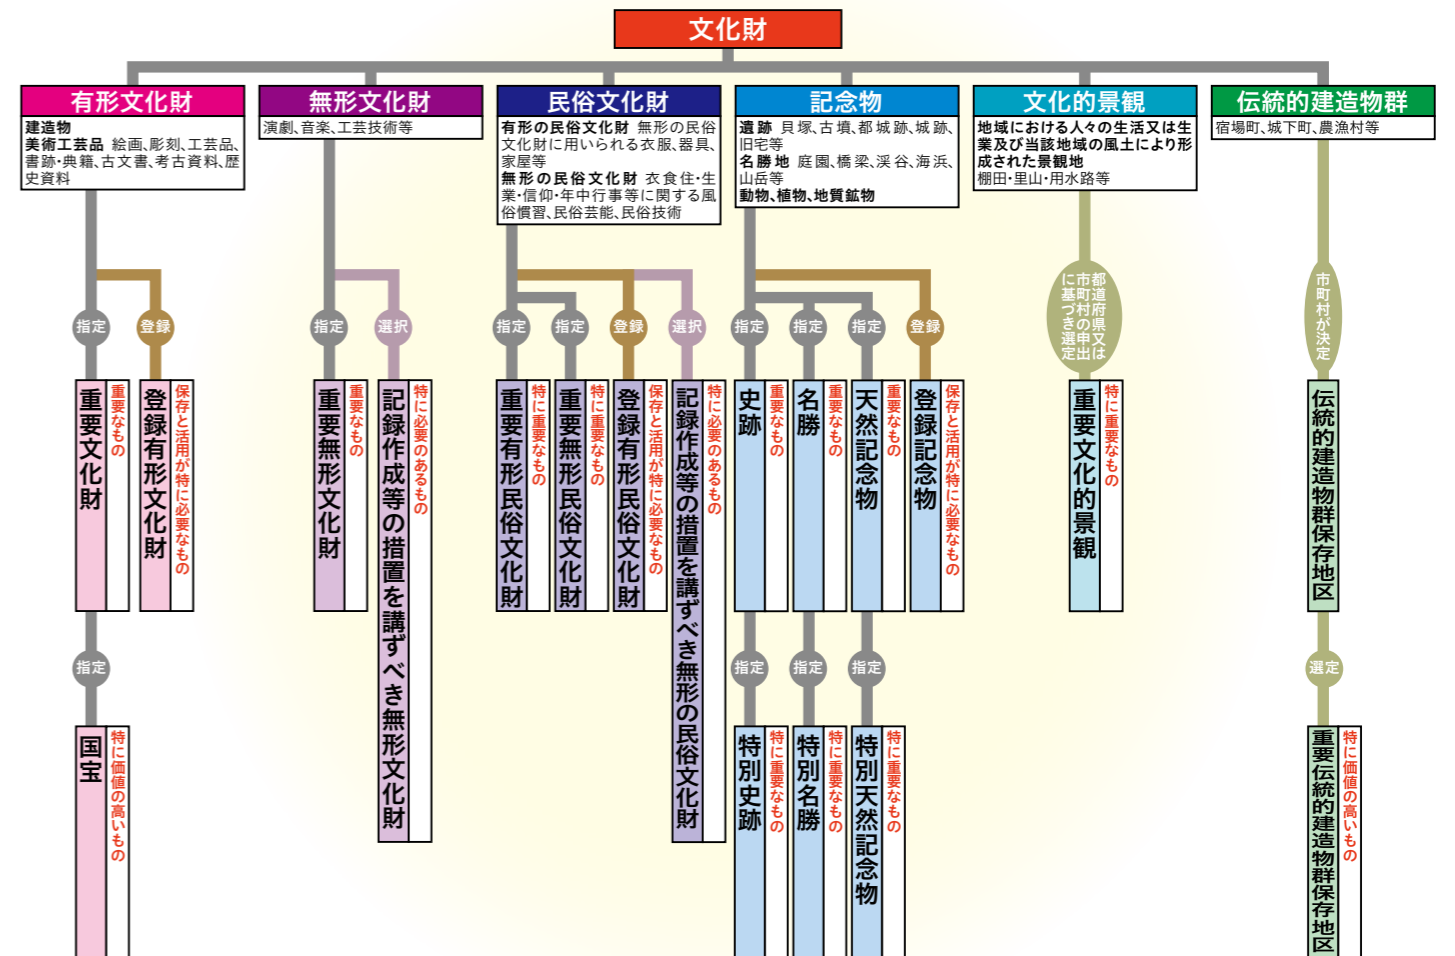 文化財
有形文化財
建造物
美術工芸品 絵画、彫刻、工芸品、
書跡・典籍、古文書、考古資料、歴
史資料
無形文化財
演劇、音楽、工芸技術等
民俗文化財
有形の民俗文化財 無形の民俗
文化財に用いられる衣服、器具、
家屋等
無形の民俗文化財 衣食住・生
業・信仰・年中行事等に関する風
俗慣習、民俗芸能、民俗技術
記念物
遺跡 貝塚、古墳、都城跡、城跡、
旧宅等
名勝地 庭園、橋梁、渓谷、海浜、
山岳等
動物、植物、地質鉱物
文化的景観
地域における人々の生活又は生
業及び当該地域の風土により形
成された景観地
棚田・里山・用水路等
伝統的建造物群
宿場町、城下町、農漁村等
指定
登録
指定
選択
指定
指定
登録
選択
指定
指定
指定
登録
都道府県又は
市町村の申出
に基づき選定
市町村が決定
重要文化財
重要なもの
登録有形文化財
保存と活用が特に必要なもの
重要無形文化財
重要なもの
記録作成等の措置を講ずべき無形文化財
特に必要のあるもの
重要有形民俗文化財
特に重要なもの
重要無形民俗文化財
特に重要なもの
登録有形民俗文化財
保存と活用が特に必要なもの
記録作成等の措置を講ずべき無形の民俗文化財
特に必要のあるもの
史跡
重要なもの
名勝
重要なもの
天然記念物
重要なもの
登録記念物
保存と活用が特に必要なもの
重要文化的景観
特に重要なもの
伝統的建造物群保存地区
指定
指定
指定
指定
選定
国宝
特に価値の高いもの
特別史跡
特に重要なもの
特別名勝
特に重要なもの
特別天然記念物
特に重要なもの
重要伝統的建造物群保存地区
特に価値の高いもの